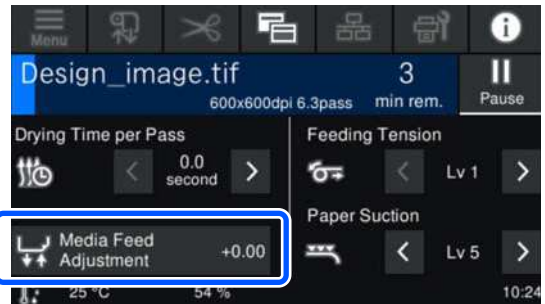 Menu
Design_image.tif
3
600x600dpi 6.3pass
min rem.
Pause
Drying Time per Pass
0.0
second
Feeding Tension
Lv 1
Media Feed
Adjustment
+0.00
Paper Suction
Lv 5
25 °C
54 %
10:24